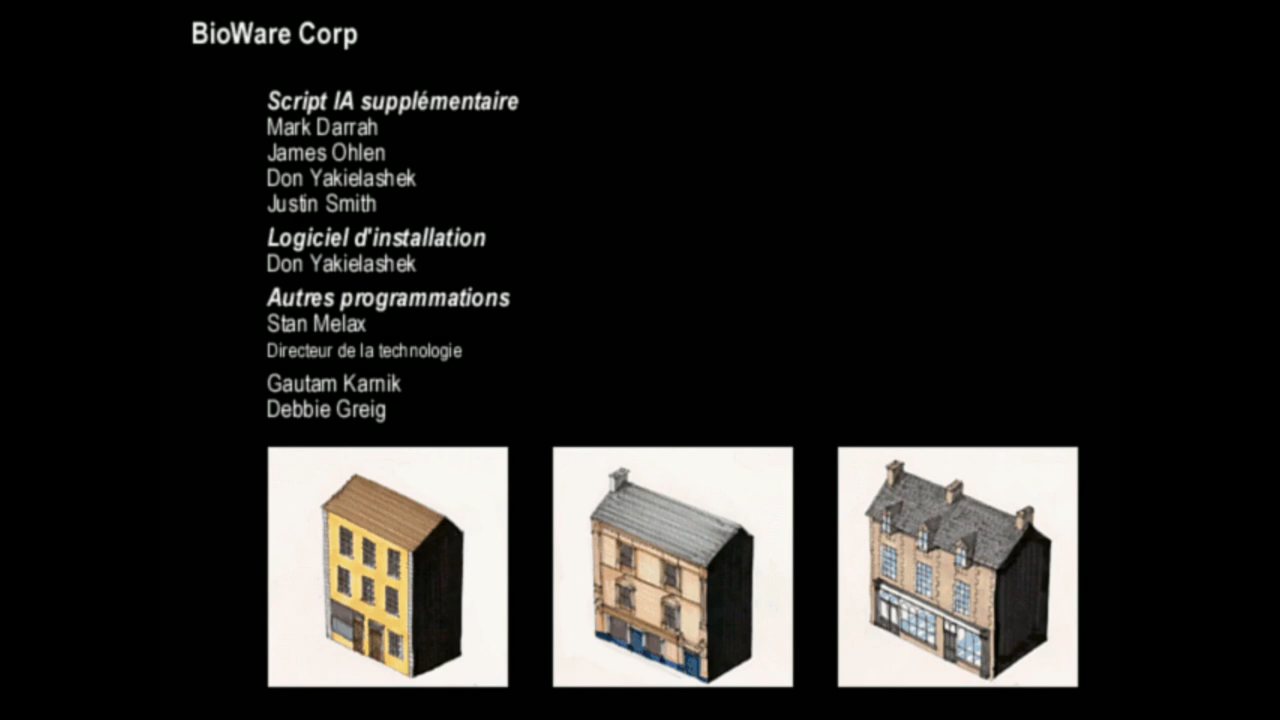 BioWare Corp
Script IA supplémentaire
Mark Darrah
James Ohlen
Don Yakielashek
Justin Smith
Logiciel d'installation
Don Yakielashek
Autres programmations
Stan Melax
Directeur de la technologie
Gautam Karnik
Debbie Greig